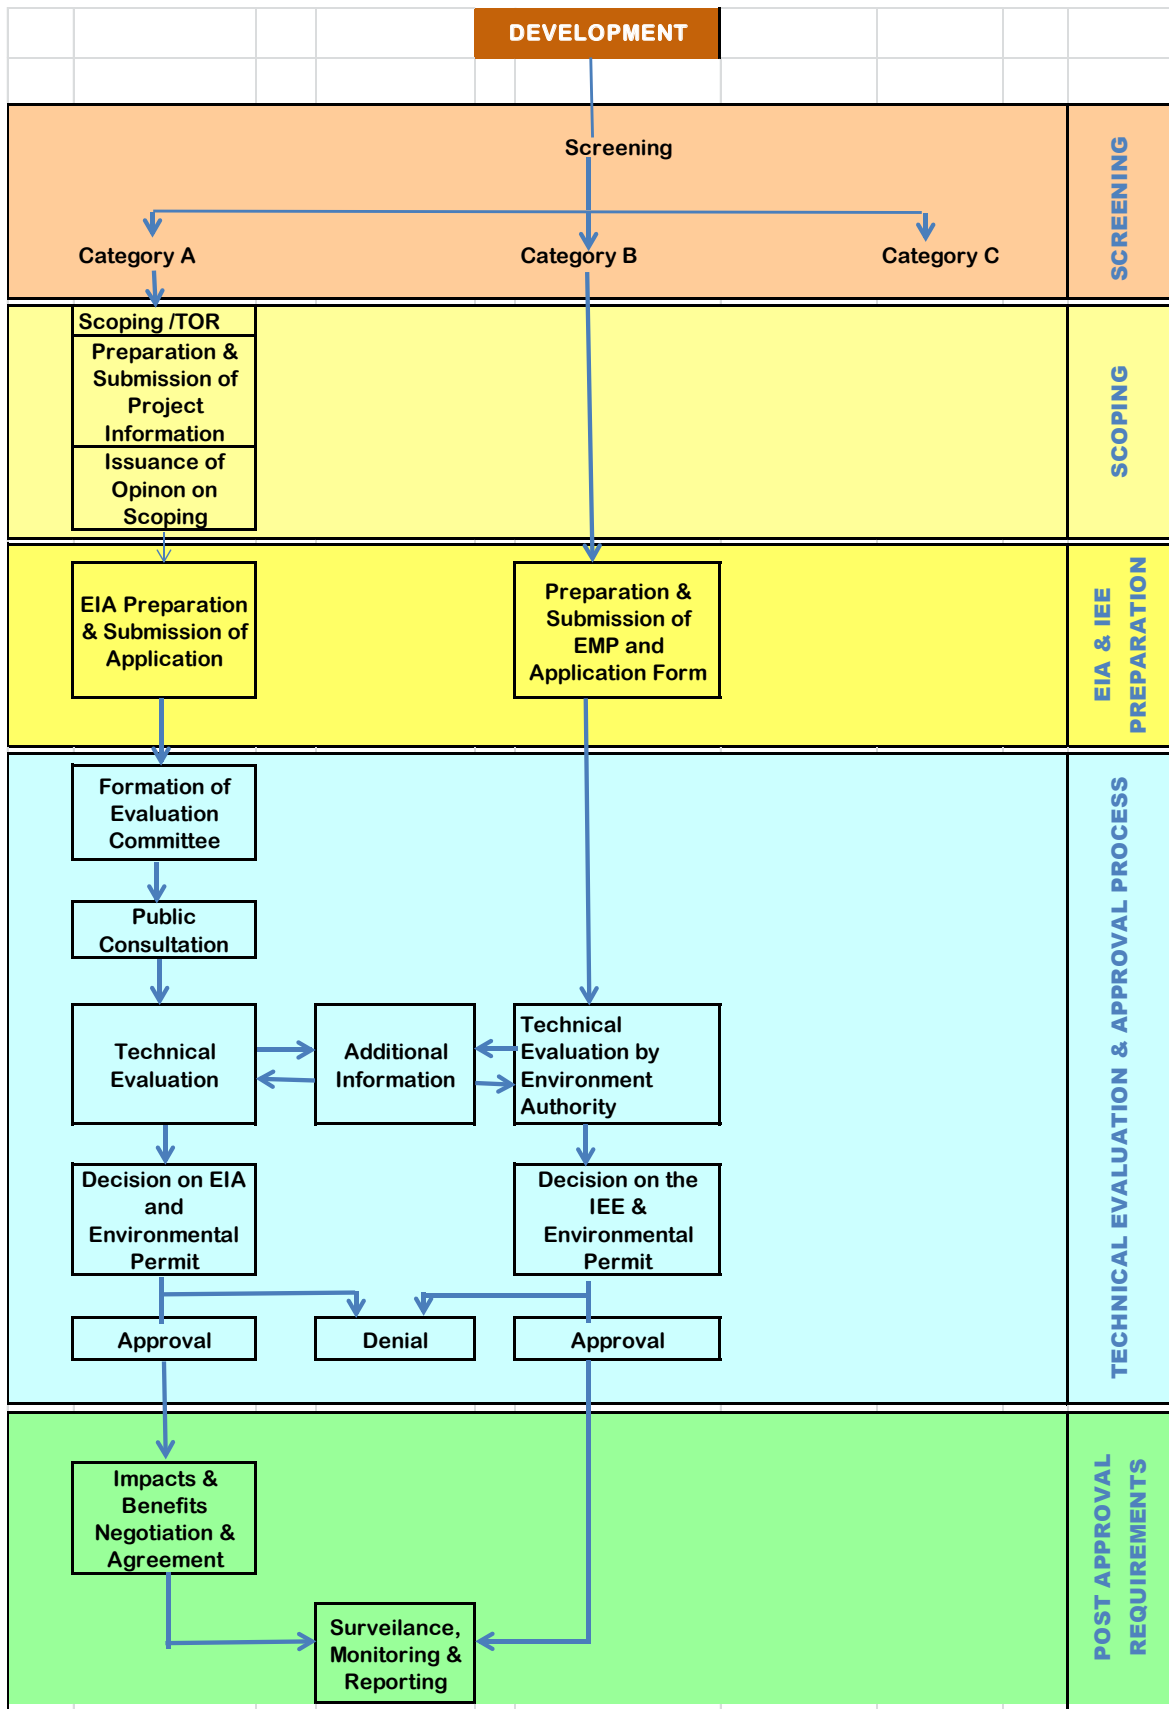 DEVELOPMENT
Screening
Category A
Category B
Category C
SCREENING
Scoping /TOR
Preparation &
Submission of
Project
Information
Issuance of
Opinon on
Scoping
SCOPING
EIA Preparation
& Submission of
Application
Preparation &
Submission of
EMP and
Application Form
EIA & IEE
PREPARATION
Formation of
Evaluation
Committee
Public
Consultation
Technical
Evaluation
Additional
Information
Technical
Evaluation by
Environment
Authority
Decision on EIA
and
Environmental
Permit
Decision on the
IEE &
Environmental
Permit
Approval
Denial
Approval
TECHNICAL EVALUATION & APPROVAL PROCESS
Impacts &
Benefits
Negotiation &
Agreement
Surveilance,
Monitoring &
Reporting
POST APPROVAL
REQUIREMENTS